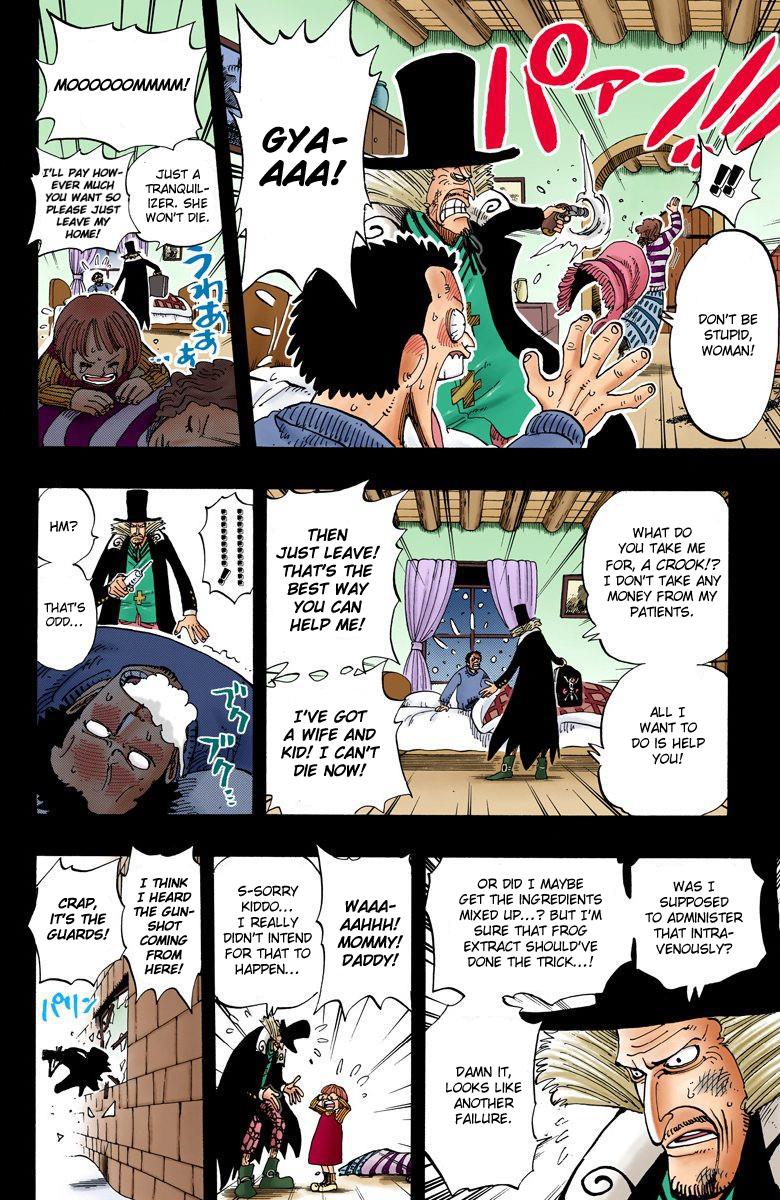 パァン!!!
!!
DON'T BE
STUPID,
WOMAN!
GYA-
AAA!
MOOOOOOMMMM!
JUST A
TRANQUIL-
IZER. SHE
WON'T DIE.
I'LL PAY HOW-
EVER MUCH
YOU WANT SO
PLEASE JUST
LEAVE MY
HOME!
うわあぁぁ
WHAT DO
YOU TAKE ME
FOR, A CROOK!?
I DON'T TAKE ANY
MONEY FROM MY
PATIENTS.
ALL I
WANT TO
DO IS HELP
YOU!
THEN
JUST LEAVE!
THAT'S THE
BEST WAY
YOU CAN
HELP ME!
I'VE GOT
A WIFE AND
KID! I CAN'T
DIE NOW!
HM?
THAT'S
ODD...
ブクブク
WAS I
SUPPOSED
TO ADMINISTER
THAT INTRA-
VENOUSLY?
OR DID I MAYBE
GET THE INGREDIENTS
MIXED UP...? BUT I'M
SURE THAT FROG
EXTRACT SHOULD'VE
DONE THE TRICK...!
DAMN IT,
LOOKS LIKE
ANOTHER
FAILURE.
WAAA-
AAHHH!
MOMMY!
DADDY!
S-SORRY
KIDDO...
I REALLY
DIDN'T INTEND
FOR THAT TO
HAPPEN...
I THINK
I HEARD
THE GUN-
SHOT
COMING
FROM
HERE!
CRAP,
IT'S THE
GUARDS!
パリン